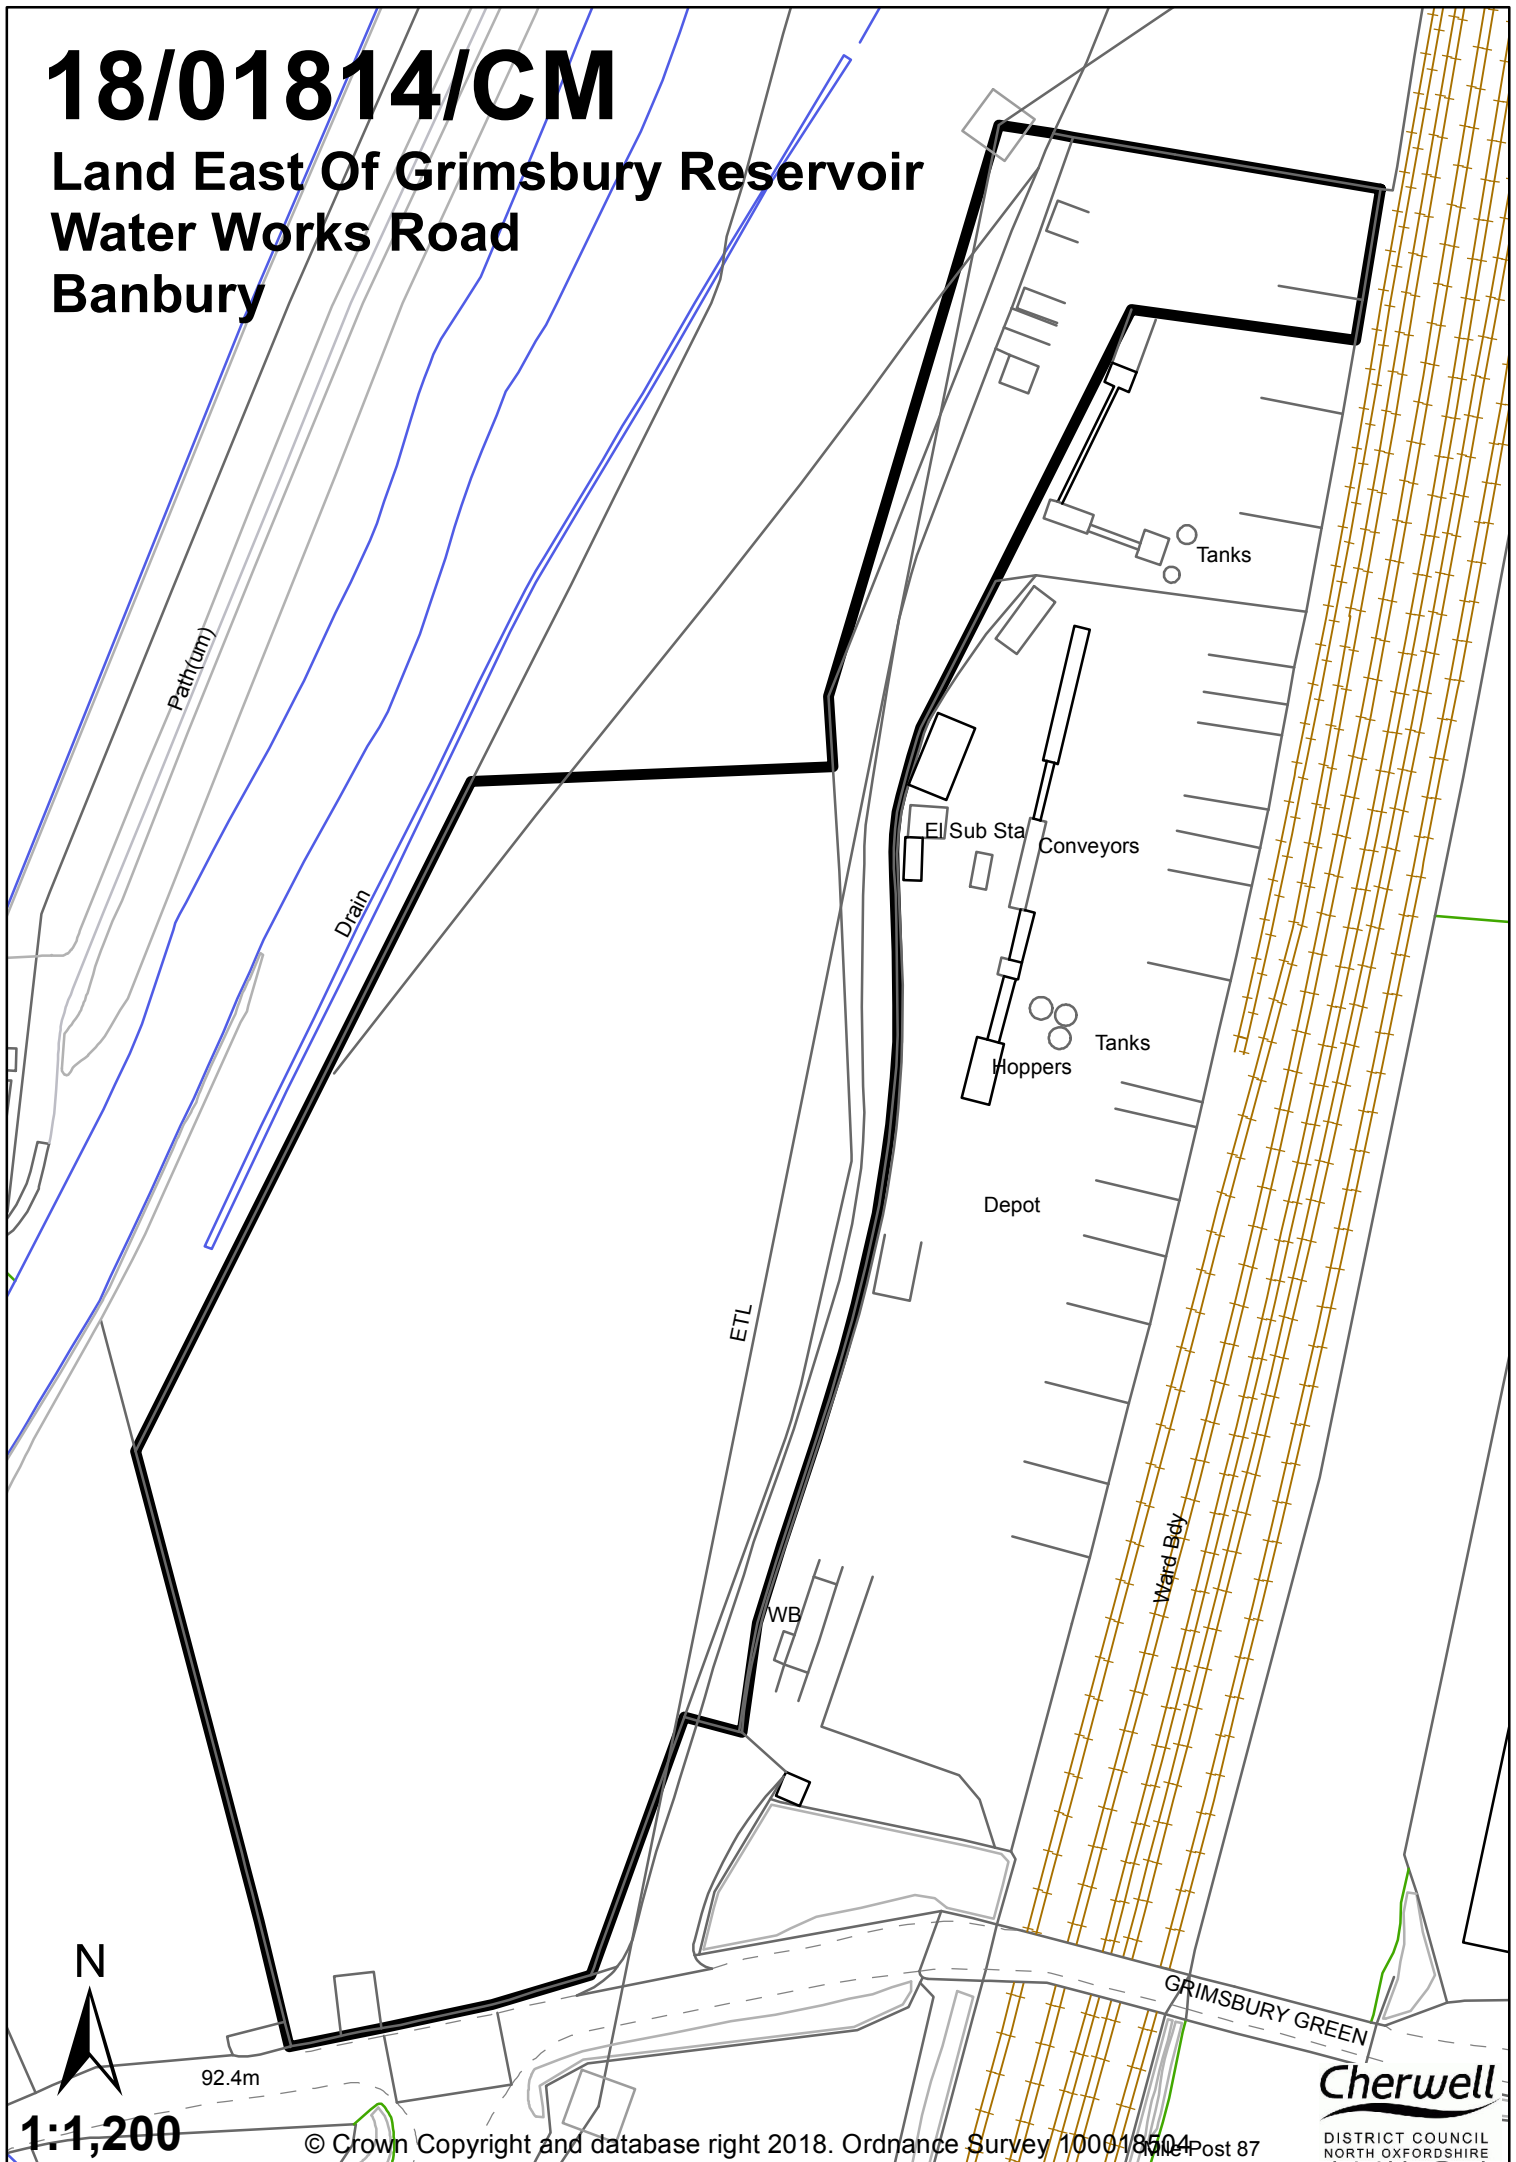 18/01814/CM
Land East Of Grimsbury Reservoir
Water Works Road
Banbury
Tanks
Path(um)
El Sub Sta
Conveyors
Drain
Tanks
Hoppers
Depot
ETL
Ward Bdy
WB
N
GRIMSBURY GREEN
92.4m
1:1,200
© Crown Copyright and database right 2018. Ordnance Survey 100018504
Mile Post 87
Cherwell
DISTRICT COUNCIL
NORTH OXFORDSHIRE